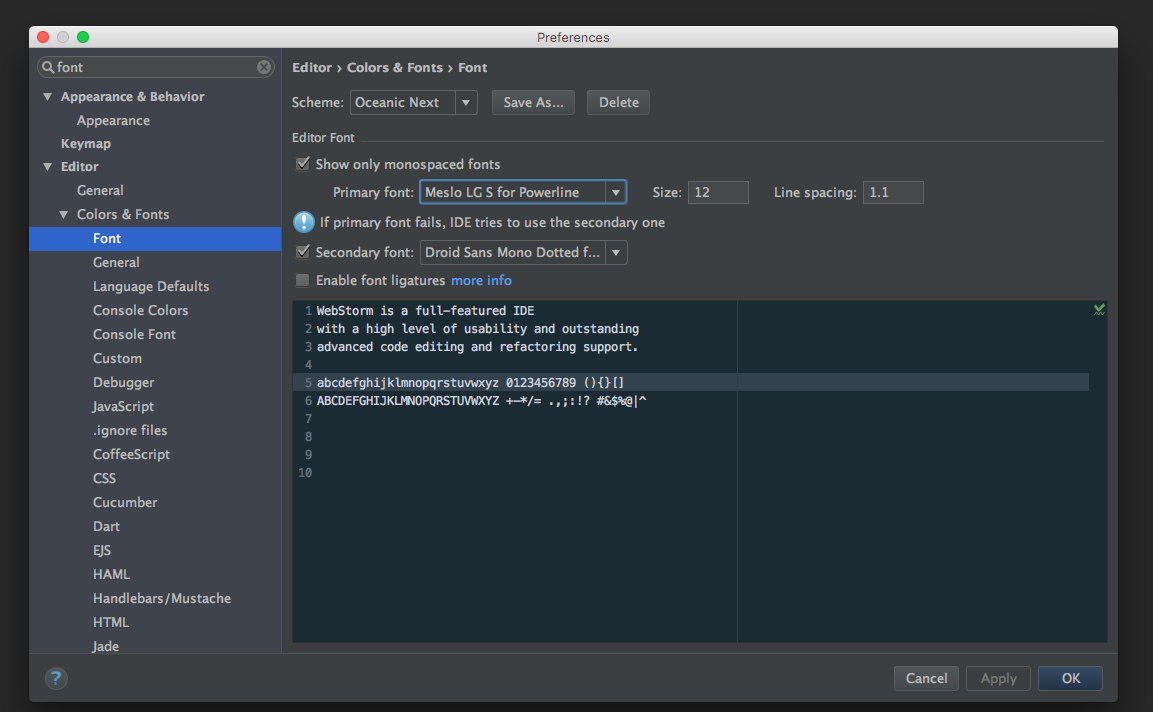 Preferences
font
Appearance & Behavior
Appearance
Keymap
Editor
General
Colors & Fonts
Font
General
Language Defaults
Console Colors
Console Font
Custom
Debugger
JavaScript
.ignore files
CoffeeScript
CSS
Cucumber
Dart
EJS
HAML
Handlebars/Mustache
HTML
Jade
Editor › Colors & Fonts › Font
Scheme: Oceanic Next Save As... Delete
Editor Font
Show only monospaced fonts
Primary font: Meslo LG S for Powerline Size: 12 Line spacing: 1.1
If primary font fails, IDE tries to use the secondary one
Secondary font: Droid Sans Mono Dotted f...
Enable font ligatures more info
1 WebStorm is a full-featured IDE
2 with a high level of usability and outstanding
3 advanced code editing and refactoring support.
4
5 abcdefghijklmnopqrstuvwxyz 0123456789 (){}[]
6 ABCDEFGHIJKLMNOPQRSTUVWXYZ +-*/= .,;:!? #&$%@|^
7
8
9
10
? Cancel Apply OK